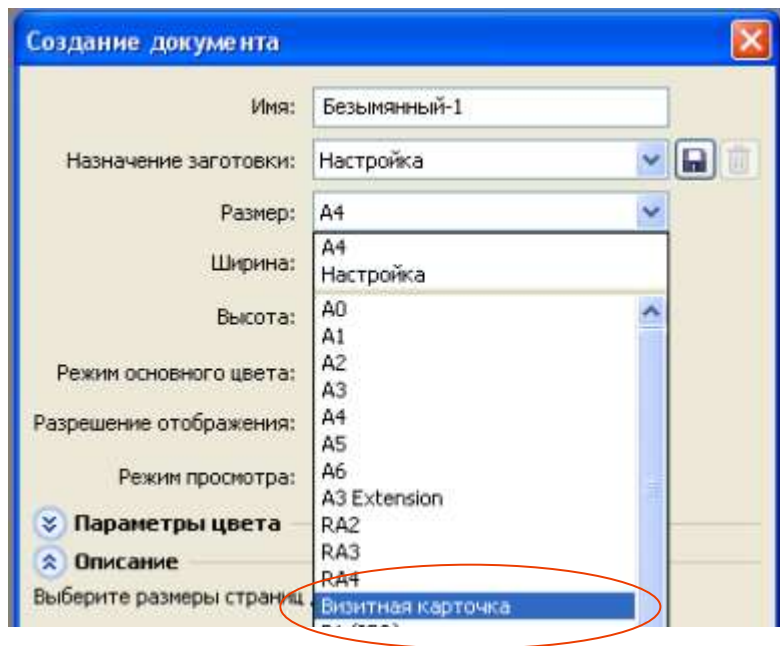 Создание документа
Имя: Безымянный-1
Назначение заготовки: Настройка
Размер: A4
A4
Ширина:
Настройка
A0
Высота:
A1
A2
Режим основного цвета:
A3
A4
Разрешение отображения:
A5
A6
Режим просмотра:
A3 Extension
Параметры цвета
RA2
RA3
Описание
RA4
Выберите размеры страниц
Визитная карточка